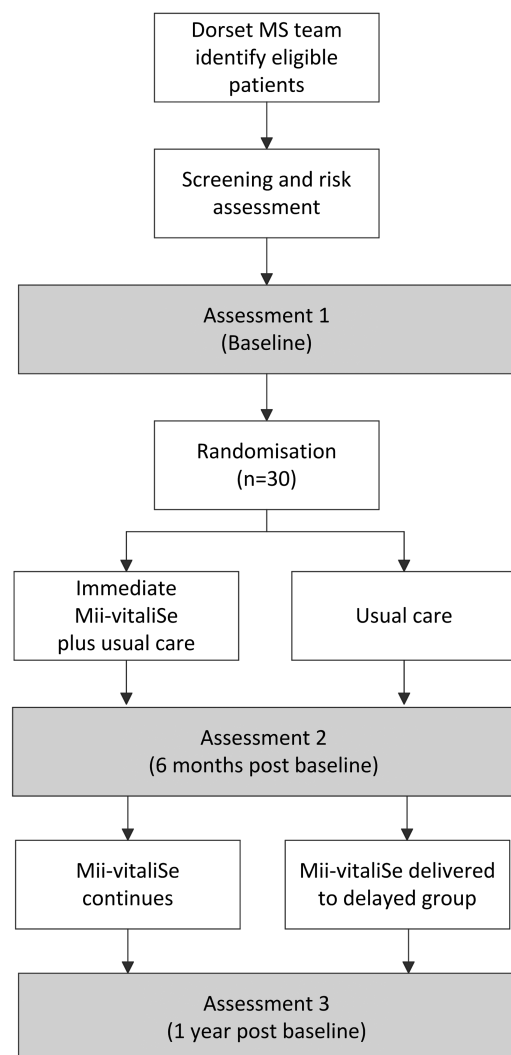 Dorset MS team
identify eligible
patients
Screening and risk
assessment
Assessment 1
(Baseline)
Randomisation
(n=30)
Immediate
Mii-vitaliSe
plus usual care
Usual care
Assessment 2
(6 months post baseline)
Mii-vitaliSe
continues
Mii-vitaliSe delivered
to delayed group
Assessment 3
(1 year post baseline)